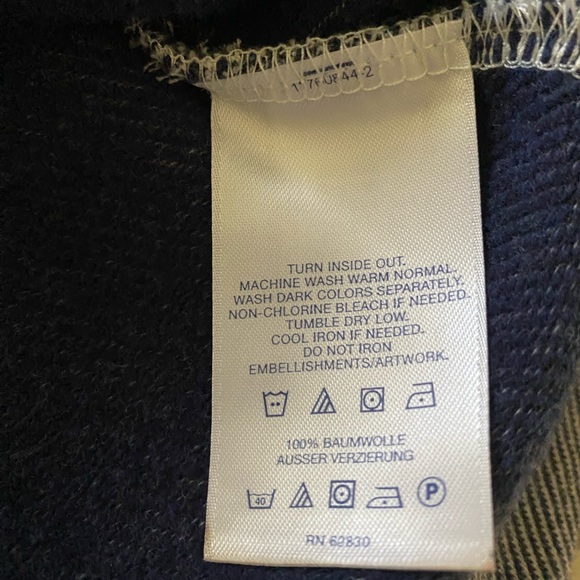 TURN INSIDE OUT.
MACHINE WASH WARM NORMAL.
WASH DARK COLORS SEPARATELY.
NON-CHLORINE BLEACH IF NEEDED.
TUMBLE DRY LOW.
COOL IRON IF NEEDED.
DO NOT IRON
EMBELLISHMENTS/ARTWORK.
100% BAUMWOLLE
AUSSER VERZIERUNG
40 P
RN 62830